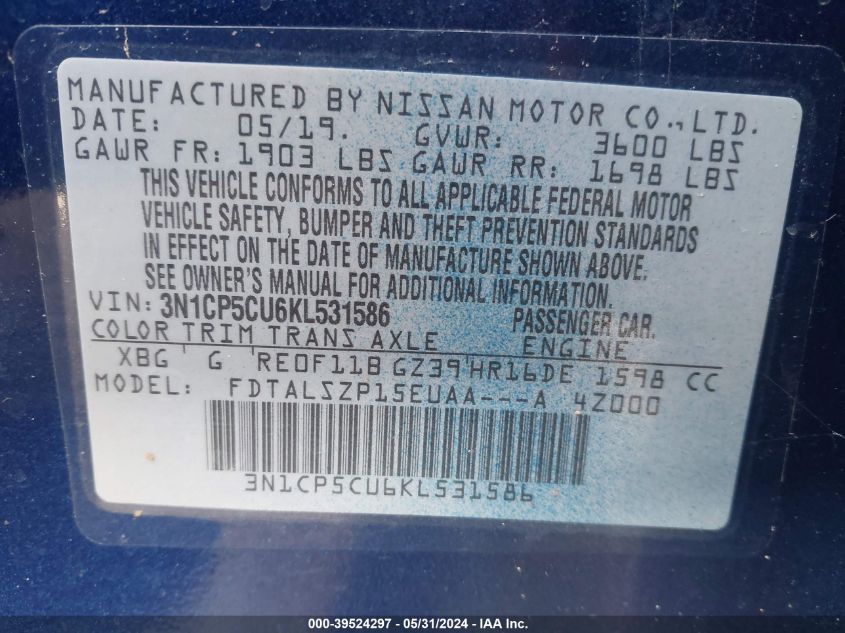 MANUFACTURED BY NISSAN MOTOR CO.,LTD.
DATE: 05/19. GVWR: 3600 LBS
GAWR FR: 1903 LBS GAWR RR: 1698 LBS
THIS VEHICLE CONFORMS TO ALL APPLICABLE FEDERAL MOTOR
VEHICLE SAFETY, BUMPER AND THEFT PREVENTION STANDARDS
IN EFFECT ON THE DATE OF MANUFACTURE SHOWN ABOVE.
SEE OWNER'S MANUAL FOR ADDITIONAL INFORMATION.
VIN: 3N1CP5CU6KL531586 PASSENGER CAR.
COLOR TRIM TRANS AXLE ENGINE
XBG G RE0F11B GZ39 HR16DE 1598 CC
MODEL: FDTALSZP15EUAA---A 4Z000
3N1CP5CU6KL531586
000-39524297 - 05/31/2024 - IAA Inc.